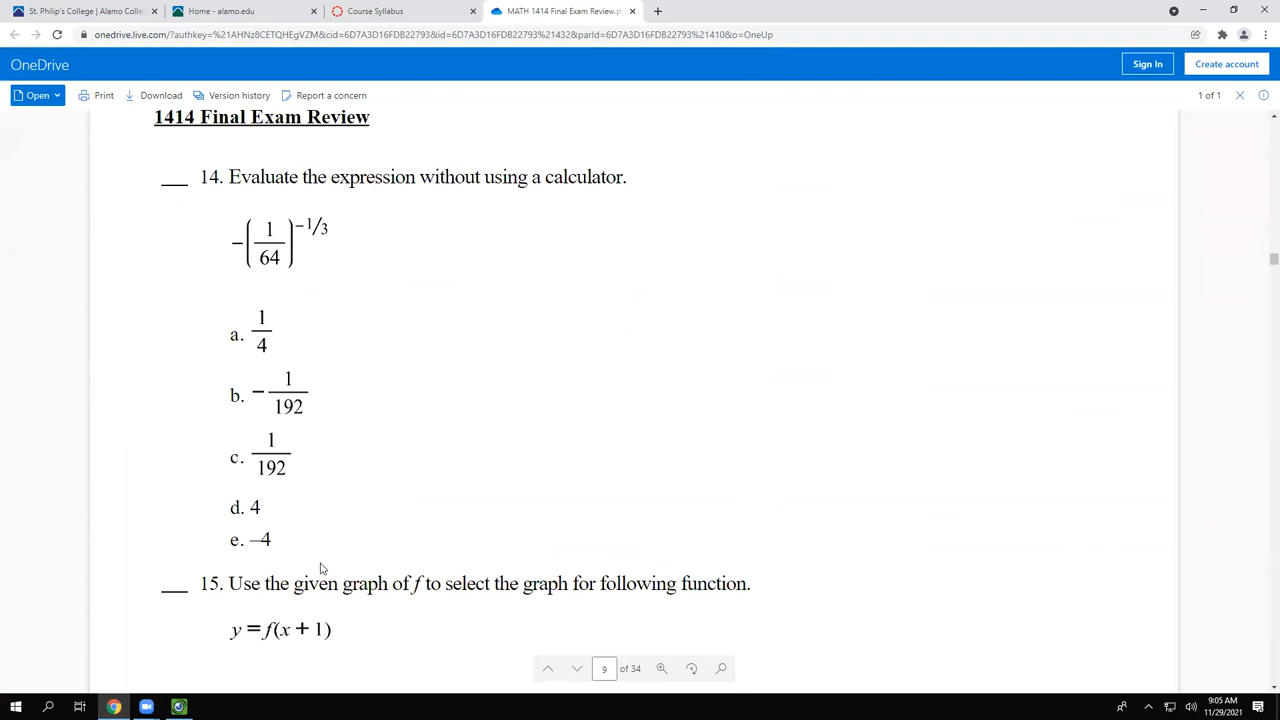 St. Philip's College | Alamo Colle
Home - alamo.edu
Course Syllabus
MATH 1414 Final Exam Review.p
onedrive.live.com/?authkey=%21AHNz8CETQHEgVZM&cid=6D7A3D16FDB22793&id=6D7A3D16FDB22793%21432&parId=6D7A3D16FDB22793%21410&o=OneUp
OneDrive
Sign In
Create account
Open
Print
Download
Version history
Report a concern
1 of 1
1414 Final Exam Review
___ 14. Evaluate the expression without using a calculator.
−(1/64)^−1/3
a. 1/4
b. −1/192
c. 1/192
d. 4
e. –4
___ 15. Use the given graph of f to select the graph for following function.
y = f(x + 1)
9 of 34
9:05 AM
11/29/2021